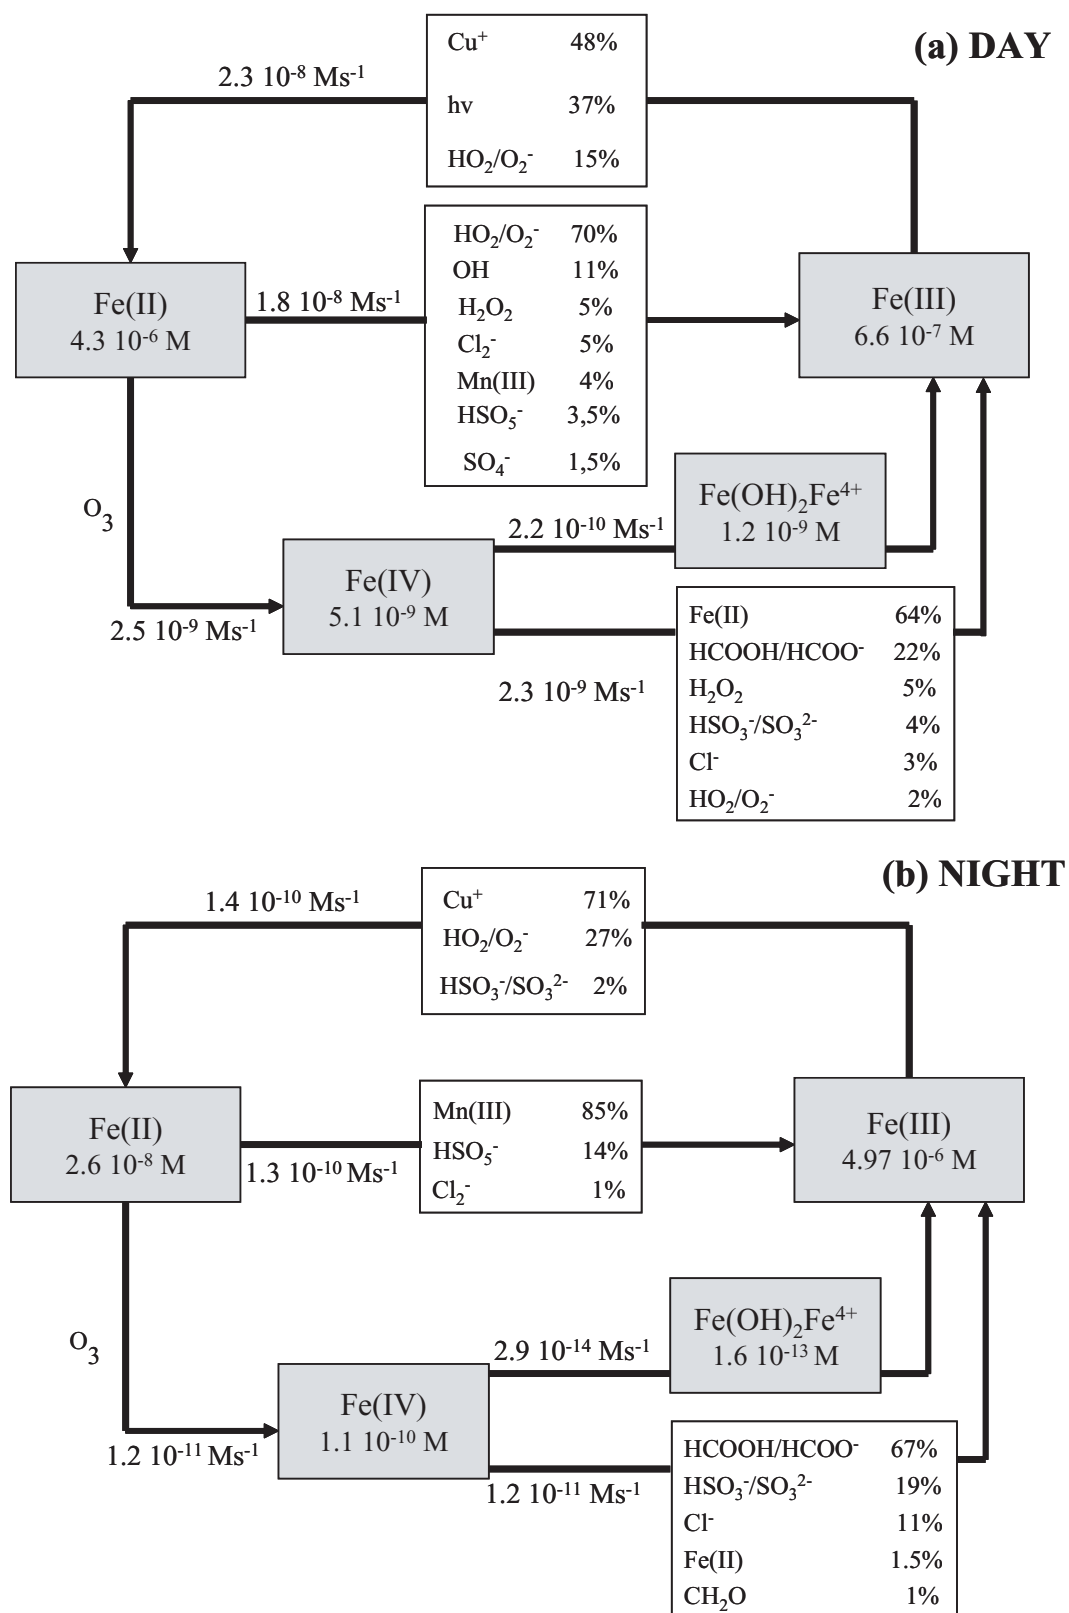 (a) DAY
Cu⁺ 48%
hν 37%
HO₂/O₂⁻ 15%
2.3 10⁻⁸ Ms⁻¹
HO₂/O₂⁻ 70%
OH 11%
H₂O₂ 5%
Cl₂⁻ 5%
Mn(III) 4%
HSO₅⁻ 3,5%
SO₄⁻ 1,5%
Fe(II)
4.3 10⁻⁶ M
1.8 10⁻⁸ Ms⁻¹
Fe(III)
6.6 10⁻⁷ M
O₃
2.5 10⁻⁹ Ms⁻¹
Fe(IV)
5.1 10⁻⁹ M
2.2 10⁻¹⁰ Ms⁻¹
Fe(OH)₂Fe⁴⁺
1.2 10⁻⁹ M
2.3 10⁻⁹ Ms⁻¹
Fe(II) 64%
HCOOH/HCOO⁻ 22%
H₂O₂ 5%
HSO₃⁻/SO₃²⁻ 4%
Cl⁻ 3%
HO₂/O₂⁻ 2%
(b) NIGHT
1.4 10⁻¹⁰ Ms⁻¹
Cu⁺ 71%
HO₂/O₂⁻ 27%
HSO₃⁻/SO₃²⁻ 2%
Fe(II)
2.6 10⁻⁸ M
1.3 10⁻¹⁰ Ms⁻¹
Mn(III) 85%
HSO₅⁻ 14%
Cl₂⁻ 1%
Fe(III)
4.97 10⁻⁶ M
O₃
1.2 10⁻¹¹ Ms⁻¹
Fe(IV)
1.1 10⁻¹⁰ M
2.9 10⁻¹⁴ Ms⁻¹
Fe(OH)₂Fe⁴⁺
1.6 10⁻¹³ M
1.2 10⁻¹¹ Ms⁻¹
HCOOH/HCOO⁻ 67%
HSO₃⁻/SO₃²⁻ 19%
Cl⁻ 11%
Fe(II) 1.5%
CH₂O 1%